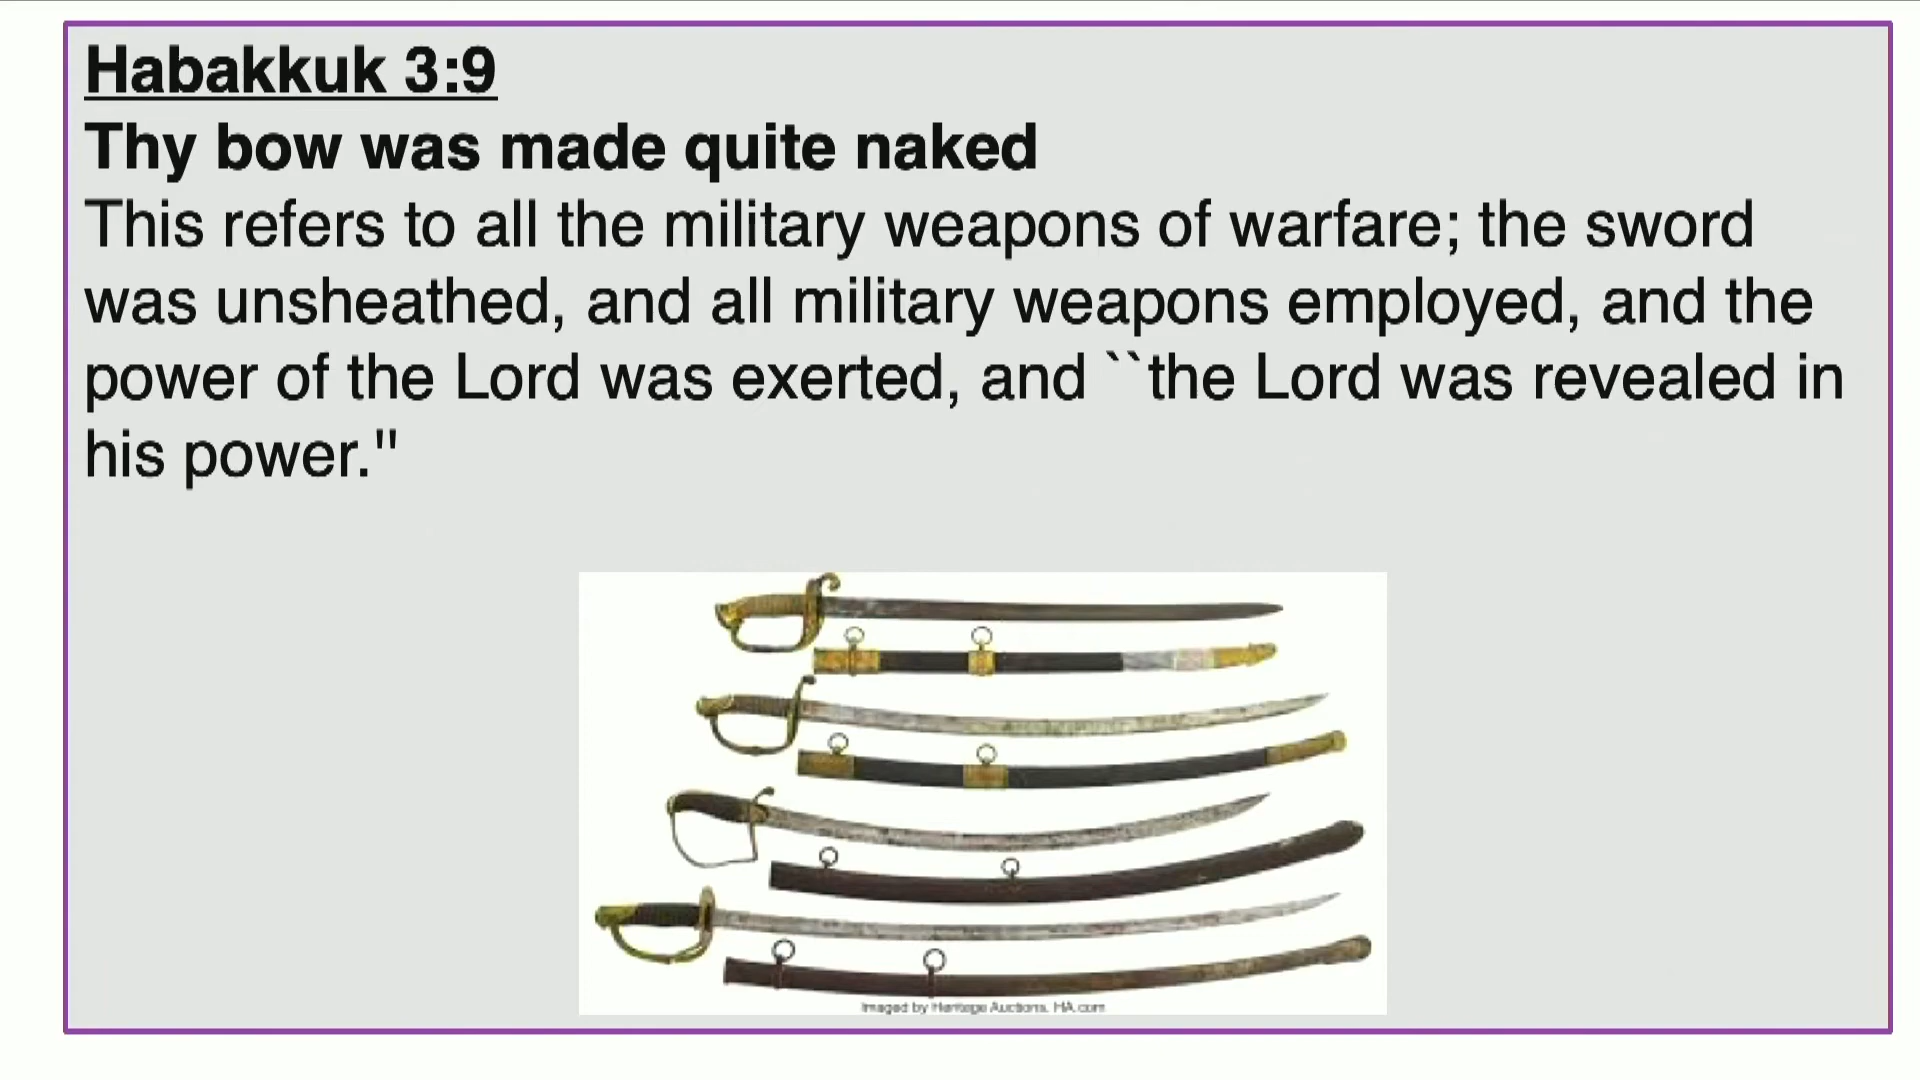 Habakkuk 3:9
Thy bow was made quite naked
This refers to all the military weapons of warfare; the sword
was unsheathed, and all military weapons employed, and the
power of the Lord was exerted, and ``the Lord was revealed in
his power.''
Imaged by Heritage Auctions, HA.com